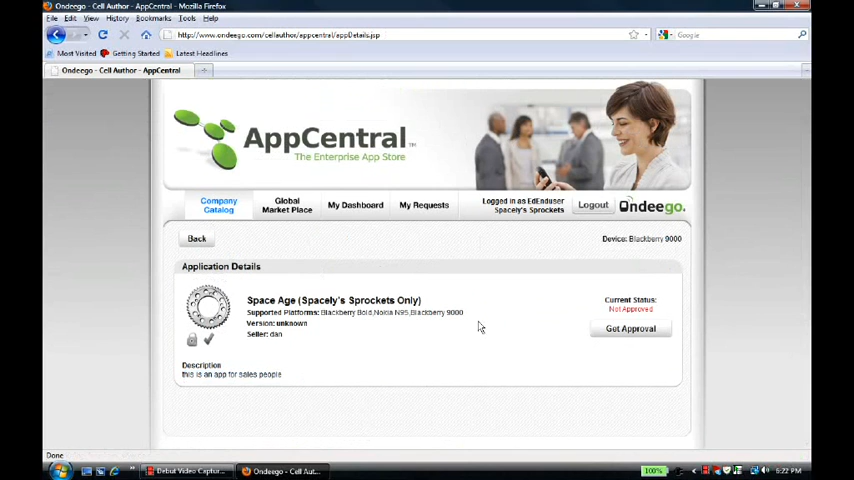 Ondeego - Cell Author - AppCentral - Mozilla Firefox
File Edit View History Bookmarks Tools Help
http://www.ondeego.com/cellauthor/appcentral/appDetails.jsp
Google
Most Visited Getting Started Latest Headlines
Ondeego - Cell Author - AppCentral
AppCentral™
The Enterprise App Store
Company Catalog
Global Market Place
My Dashboard
My Requests
Logged in as EdEnduser
Spacely's Sprockets
Logout
Ondeego.
Back
Device: Blackberry 9000
Application Details
Space Age (Spacely's Sprockets Only)
Supported Platforms: Blackberry Bold,Nokia N95,Blackberry 9000
Version: unknown
Seller: dan
Current Status:
Not Approved
Get Approval
Description
this is an app for sales people
Done
Debut Video Captur...
Ondeego - Cell Aut...
100%
5:22 PM